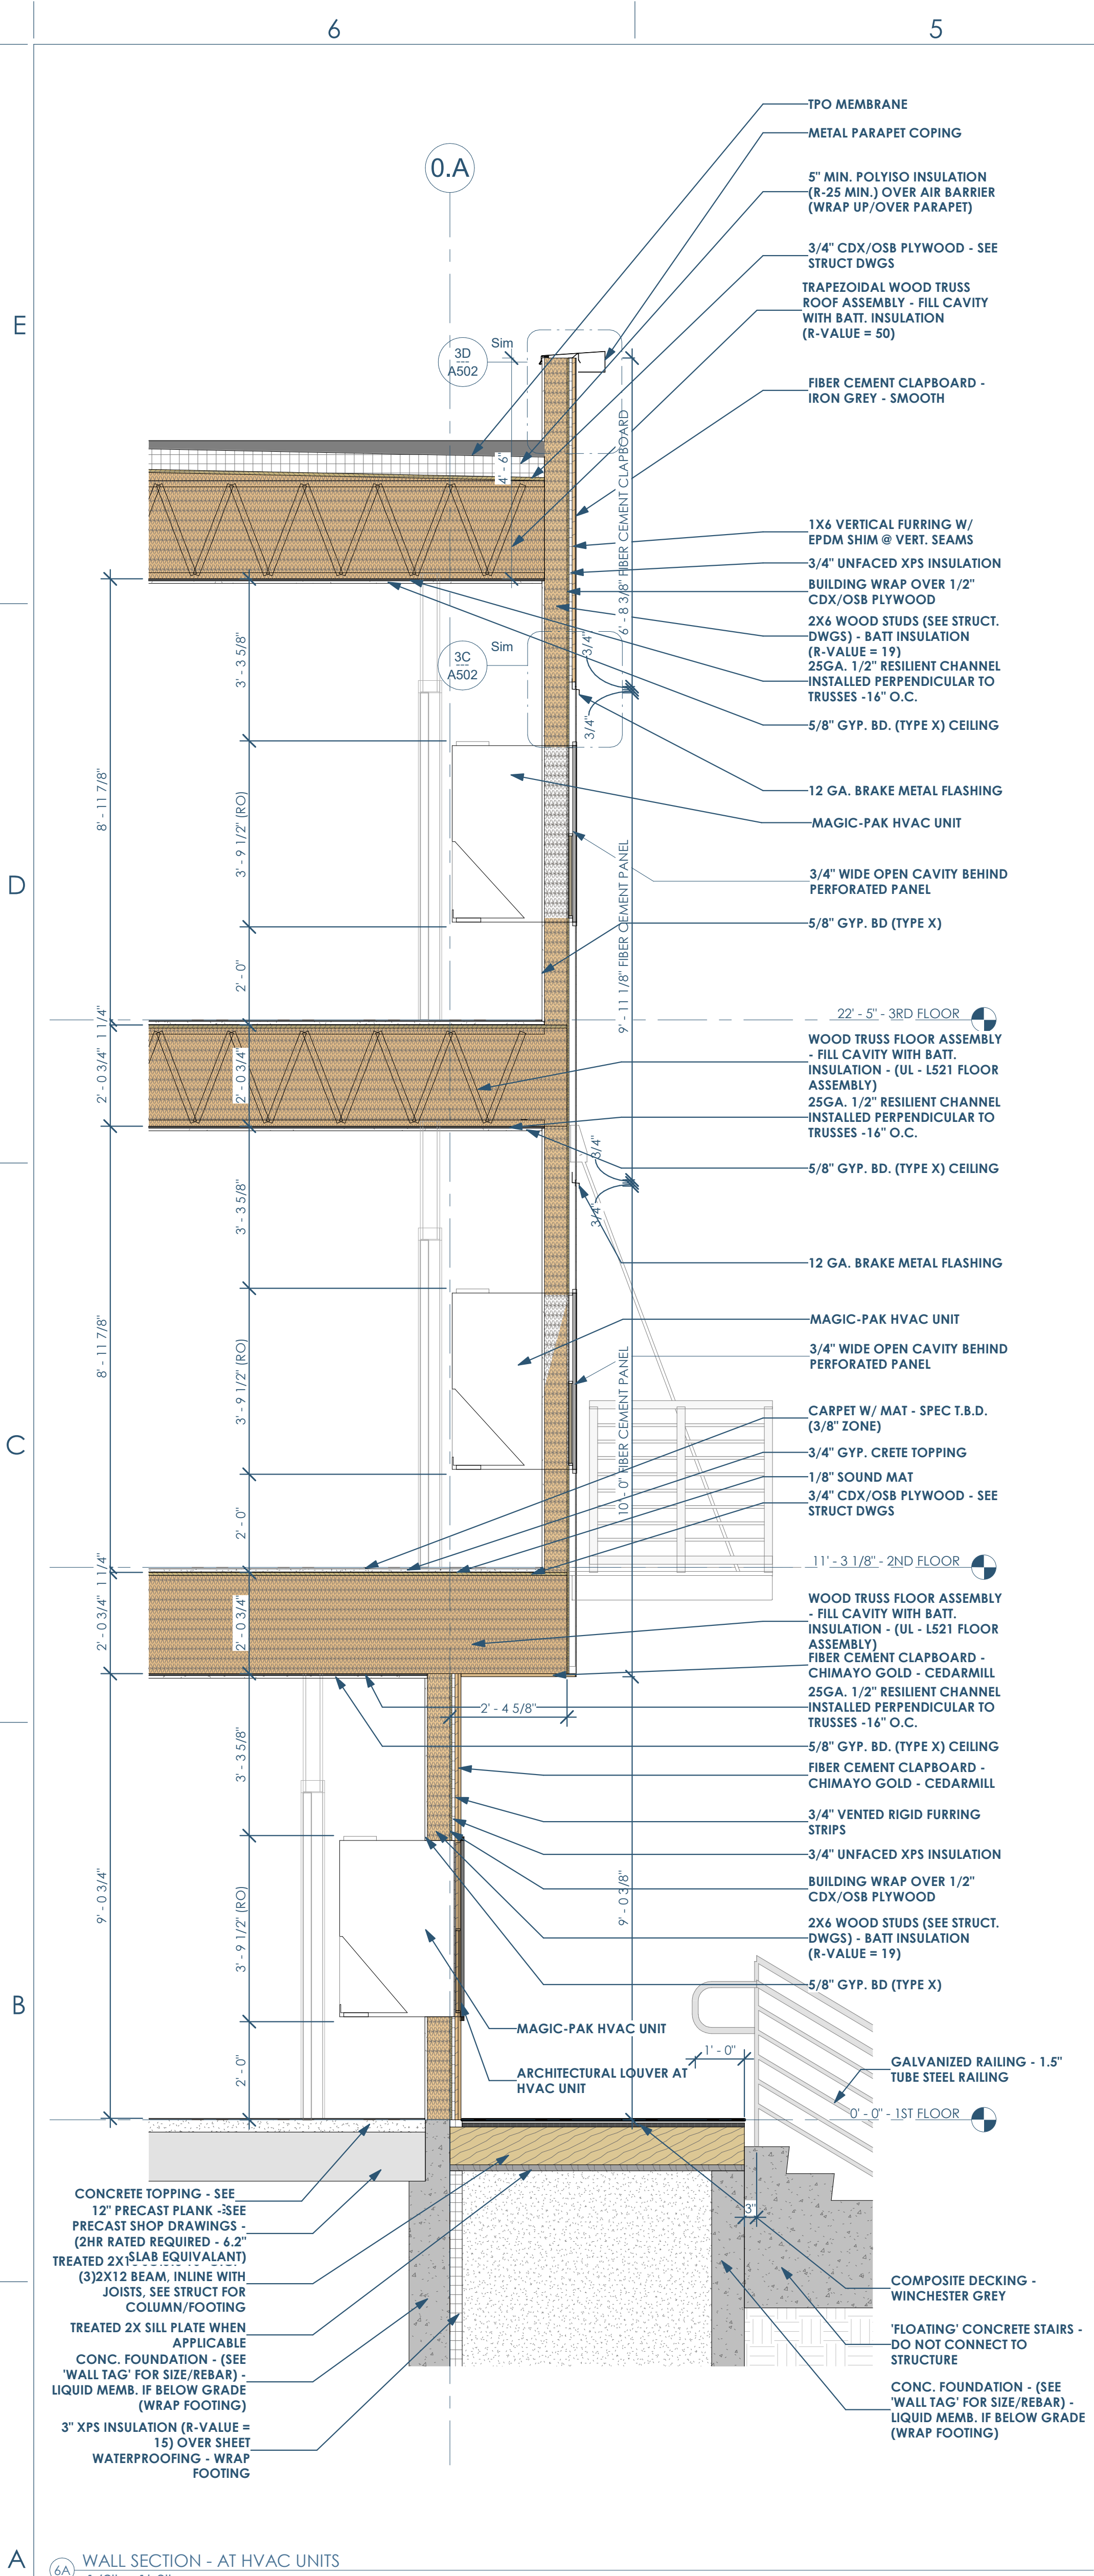 6
5
E
D
C
B
A
0.A
TPO MEMBRANE
METAL PARAPET COPING
5" MIN. POLYISO INSULATION
(R-25 MIN.) OVER AIR BARRIER
(WRAP UP/OVER PARAPET)
3/4" CDX/OSB PLYWOOD - SEE
STRUCT DWGS
TRAPEZOIDAL WOOD TRUSS
ROOF ASSEMBLY - FILL CAVITY
WITH BATT. INSULATION
(R-VALUE = 50)
3D
A502
Sim
FIBER CEMENT CLAPBOARD -
IRON GREY - SMOOTH
4' - 6"
6' - 8 3/8" FIBER CEMENT CLAPBOARD
1X6 VERTICAL FURRING W/
EPDM SHIM @ VERT. SEAMS
3/4" UNFACED XPS INSULATION
BUILDING WRAP OVER 1/2"
CDX/OSB PLYWOOD
2X6 WOOD STUDS (SEE STRUCT.
DWGS) - BATT INSULATION
(R-VALUE = 19)
25GA. 1/2" RESILIENT CHANNEL
INSTALLED PERPENDICULAR TO
TRUSSES -16" O.C.
5/8" GYP. BD. (TYPE X) CEILING
3C
A502
Sim
3/4"
3/4"
3' - 3 5/8"
8' - 11 7/8"
3' - 9 1/2" (RO)
2' - 0"
12 GA. BRAKE METAL FLASHING
MAGIC-PAK HVAC UNIT
3/4" WIDE OPEN CAVITY BEHIND
PERFORATED PANEL
5/8" GYP. BD (TYPE X)
9' - 11 1/8" FIBER CEMENT PANEL
22' - 5" - 3RD FLOOR
1 1/4"
2' - 0 3/4"
2' - 0 3/4"
WOOD TRUSS FLOOR ASSEMBLY
- FILL CAVITY WITH BATT.
INSULATION - (UL - L521 FLOOR
ASSEMBLY)
25GA. 1/2" RESILIENT CHANNEL
INSTALLED PERPENDICULAR TO
TRUSSES -16" O.C.
5/8" GYP. BD. (TYPE X) CEILING
3/4"
3/4"
3' - 3 5/8"
8' - 11 7/8"
3' - 9 1/2" (RO)
2' - 0"
12 GA. BRAKE METAL FLASHING
MAGIC-PAK HVAC UNIT
3/4" WIDE OPEN CAVITY BEHIND
PERFORATED PANEL
10' - 0" FIBER CEMENT PANEL
CARPET W/ MAT - SPEC T.B.D.
(3/8" ZONE)
3/4" GYP. CRETE TOPPING
1/8" SOUND MAT
3/4" CDX/OSB PLYWOOD - SEE
STRUCT DWGS
11' - 3 1/8" - 2ND FLOOR
1 1/4"
2' - 0 3/4"
2' - 0 3/4"
WOOD TRUSS FLOOR ASSEMBLY
- FILL CAVITY WITH BATT.
INSULATION - (UL - L521 FLOOR
ASSEMBLY)
FIBER CEMENT CLAPBOARD -
CHIMAYO GOLD - CEDARMILL
25GA. 1/2" RESILIENT CHANNEL
INSTALLED PERPENDICULAR TO
TRUSSES -16" O.C.
2' - 4 5/8"
5/8" GYP. BD. (TYPE X) CEILING
FIBER CEMENT CLAPBOARD -
CHIMAYO GOLD - CEDARMILL
3/4" VENTED RIGID FURRING
STRIPS
3/4" UNFACED XPS INSULATION
BUILDING WRAP OVER 1/2"
CDX/OSB PLYWOOD
2X6 WOOD STUDS (SEE STRUCT.
DWGS) - BATT INSULATION
(R-VALUE = 19)
5/8" GYP. BD (TYPE X)
3' - 3 5/8"
9' - 0 3/4"
3' - 9 1/2" (RO)
2' - 0"
9' - 0 3/8"
MAGIC-PAK HVAC UNIT
ARCHITECTURAL LOUVER AT
HVAC UNIT
1' - 0"
GALVANIZED RAILING - 1.5"
TUBE STEEL RAILING
0' - 0" - 1ST FLOOR
3"
CONCRETE TOPPING - SEE
12" PRECAST PLANK - SEE
PRECAST SHOP DRAWINGS -
(2HR RATED REQUIRED - 6.2"
SLAB EQUIVALANT)
TREATED 2X1
(3)2X12 BEAM, INLINE WITH
JOISTS, SEE STRUCT FOR
COLUMN/FOOTING
TREATED 2X SILL PLATE WHEN
APPLICABLE
CONC. FOUNDATION - (SEE
'WALL TAG' FOR SIZE/REBAR) -
LIQUID MEMB. IF BELOW GRADE
(WRAP FOOTING)
3" XPS INSULATION (R-VALUE =
15) OVER SHEET
WATERPROOFING - WRAP
FOOTING
COMPOSITE DECKING -
WINCHESTER GREY
'FLOATING' CONCRETE STAIRS -
DO NOT CONNECT TO
STRUCTURE
CONC. FOUNDATION - (SEE
'WALL TAG' FOR SIZE/REBAR) -
LIQUID MEMB. IF BELOW GRADE
(WRAP FOOTING)
6A
WALL SECTION - AT HVAC UNITS